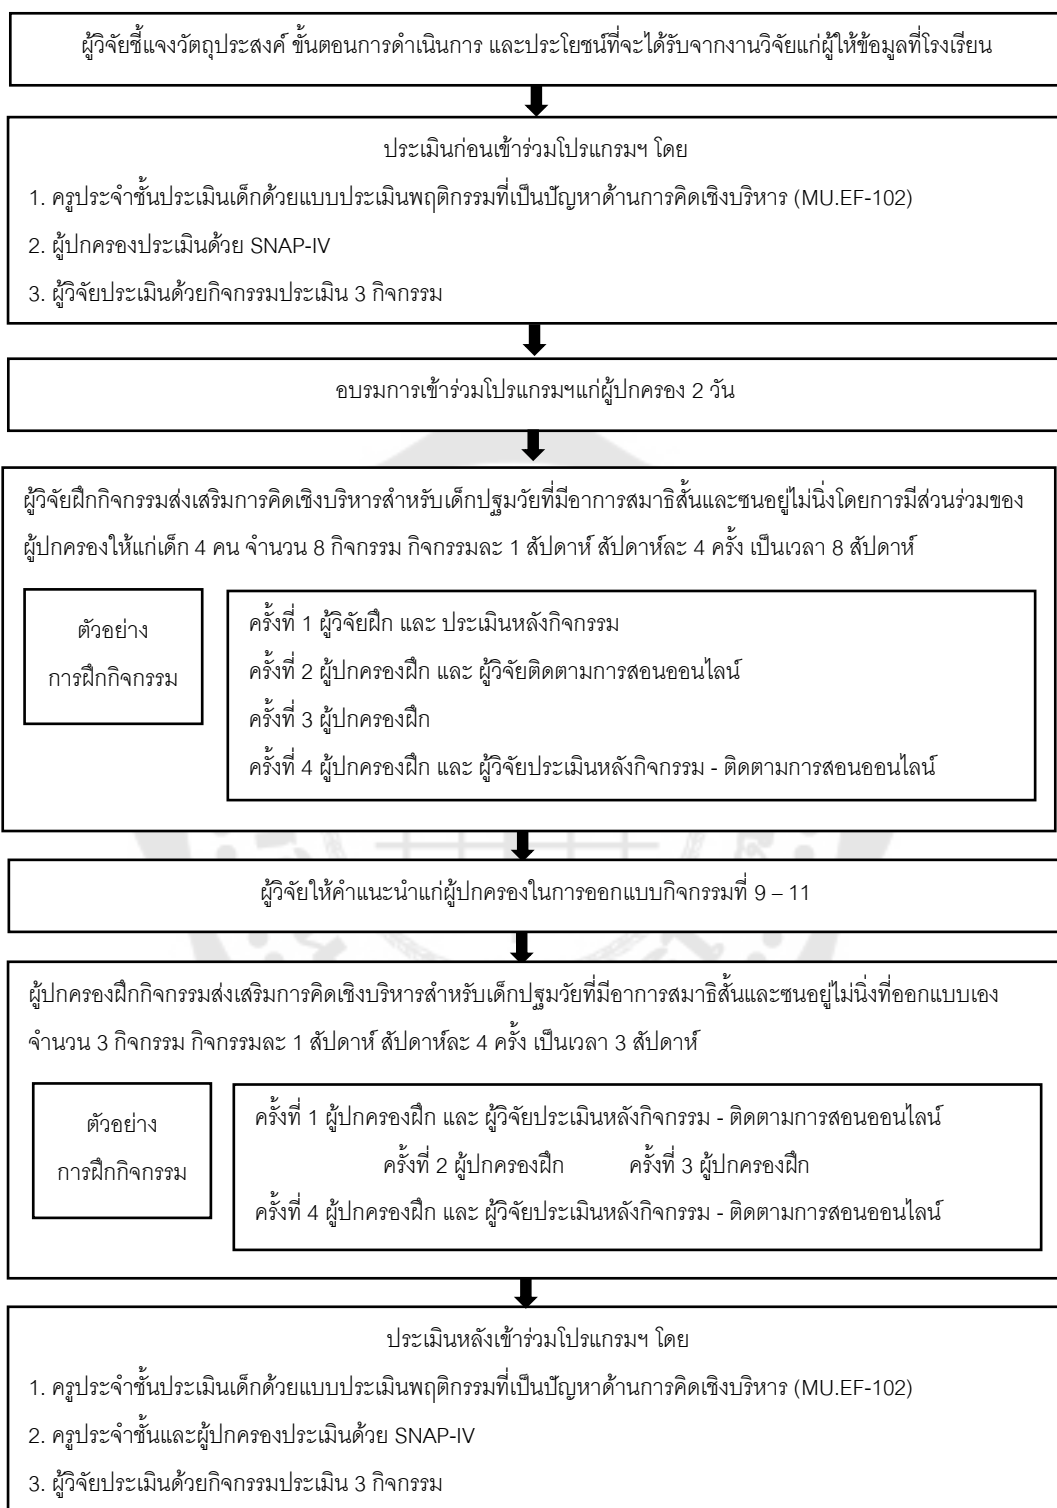 ผู้วิจัยชี้แจงวัตถุประสงค์ ขั้นตอนการดำเนินการ และประโยชน์ที่จะได้รับจากงานวิจัยแก่ผู้ให้ข้อมูลที่โรงเรียน
ประเมินก่อนเข้าร่วมโปรแกรมฯ โดย
1. ครูประจำชั้นประเมินเด็กด้วยแบบประเมินพฤติกรรมที่เป็นปัญหาด้านการคิดเชิงบริหาร (MU.EF-102)
2. ผู้ปกครองประเมินด้วย SNAP-IV
3. ผู้วิจัยประเมินด้วยกิจกรรมประเมิน 3 กิจกรรม
อบรมการเข้าร่วมโปรแกรมฯแก่ผู้ปกครอง 2 วัน
ผู้วิจัยฝึกกิจกรรมส่งเสริมการคิดเชิงบริหารสำหรับเด็กปฐมวัยที่มีอาการสมาธิสั้นและซนอยู่ไม่นิ่งโดยการมีส่วนร่วมของ
ผู้ปกครองให้แก่เด็ก 4 คน จำนวน 8 กิจกรรม กิจกรรมละ 1 สัปดาห์ สัปดาห์ละ 4 ครั้ง เป็นเวลา 8 สัปดาห์
ตัวอย่าง
การฝึกกิจกรรม
ครั้งที่ 1 ผู้วิจัยฝึก และ ประเมินหลังกิจกรรม
ครั้งที่ 2 ผู้ปกครองฝึก และ ผู้วิจัยติดตามการสอนออนไลน์
ครั้งที่ 3 ผู้ปกครองฝึก
ครั้งที่ 4 ผู้ปกครองฝึก และ ผู้วิจัยประเมินหลังกิจกรรม - ติดตามการสอนออนไลน์
ผู้วิจัยให้คำแนะนำแก่ผู้ปกครองในการออกแบบกิจกรรมที่ 9 – 11
ผู้ปกครองฝึกกิจกรรมส่งเสริมการคิดเชิงบริหารสำหรับเด็กปฐมวัยที่มีอาการสมาธิสั้นและซนอยู่ไม่นิ่งที่ออกแบบเอง
จำนวน 3 กิจกรรม กิจกรรมละ 1 สัปดาห์ สัปดาห์ละ 4 ครั้ง เป็นเวลา 3 สัปดาห์
ตัวอย่าง
การฝึกกิจกรรม
ครั้งที่ 1 ผู้ปกครองฝึก และ ผู้วิจัยประเมินหลังกิจกรรม - ติดตามการสอนออนไลน์
ครั้งที่ 2 ผู้ปกครองฝึก ครั้งที่ 3 ผู้ปกครองฝึก
ครั้งที่ 4 ผู้ปกครองฝึก และ ผู้วิจัยประเมินหลังกิจกรรม - ติดตามการสอนออนไลน์
ประเมินหลังเข้าร่วมโปรแกรมฯ โดย
1. ครูประจำชั้นประเมินเด็กด้วยแบบประเมินพฤติกรรมที่เป็นปัญหาด้านการคิดเชิงบริหาร (MU.EF-102)
2. ครูประจำชั้นและผู้ปกครองประเมินด้วย SNAP-IV
3. ผู้วิจัยประเมินด้วยกิจกรรมประเมิน 3 กิจกรรม